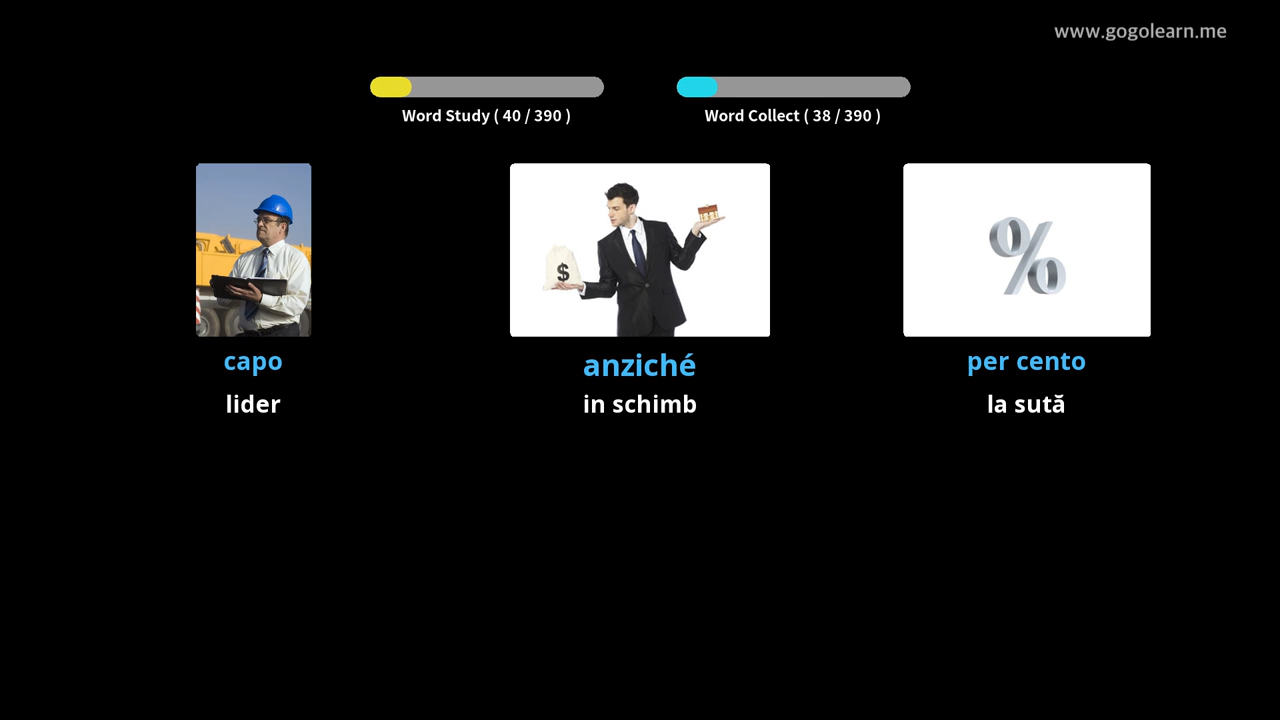 www.gogolearn.me
Word Study ( 40 / 390 )
Word Collect ( 38 / 390 )
$
%
capo
anziché
per cento
lider
in schimb
la sută